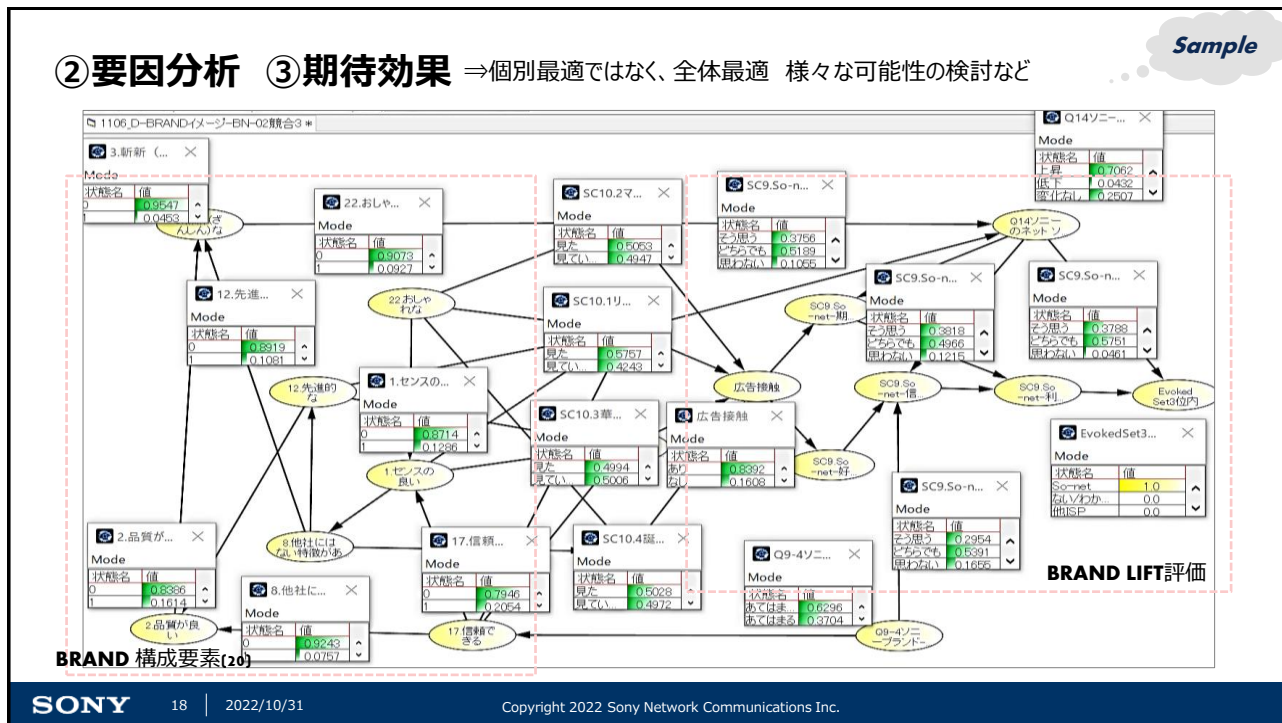 ②要因分析 ③期待効果 ⇒個別最適ではなく、全体最適 様々な可能性の検討など
Sample
1106_D-BRANDイメージ-BN-02競合3 *
3.斬新（...
Mode
状態名 値
0 0.9547
1 0.0453
んしん)な
22.おしゃ...
Mode
状態名 値
0 0.9073
1 0.0927
SC10.2マ...
Mode
状態名 値
見た 0.5053
見てい... 0.4947
SC9.So-n...
Mode
状態名 値
そう思う 0.3756
どちらでも 0.5189
思わない 0.1055
Q14ソニー...
Mode
状態名 値
上昇 0.7062
低下 0.0432
変化なし 0.2507
Q14ソニー
のネット ソ
12.先進...
Mode
状態名 値
0 0.8919
1 0.1081
22.おしゃ
れな
SC10.1リ...
Mode
状態名 値
見た 0.5757
見てい... 0.4243
SC9.So
-net-期
SC9.So-n...
Mode
状態名 値
そう思う 0.3818
どちらでも 0.4966
思わない 0.1215
SC9.So-n...
Mode
状態名 値
そう思う 0.3788
どちらでも 0.5751
思わない 0.0461
12.先進的
な
1.センスの...
Mode
状態名 値
0 0.8714
1 0.1286
広告接触
SC9.So
-net-信
SC9.So
-net-利
Evoked
Set3位内
1.センスの
良い
SC10.3華...
Mode
状態名 値
見た 0.4994
見てい... 0.5006
広告接触
Mode
状態名 値
あり 0.8392
なし 0.1608
SC9.So
-net-好
EvokedSet3...
Mode
状態名 値
So-net 1.0
ない/わか... 0.0
他ISP 0.0
2.品質が...
Mode
状態名 値
0 0.8386
1 0.1614
8.他社には
ない特徴があ
17.信頼...
Mode
状態名 値
0 0.7946
1 0.2054
SC10.4誕...
Mode
状態名 値
見た 0.5028
見てい... 0.4972
SC9.So-n...
Mode
状態名 値
そう思う 0.2954
どちらでも 0.5391
思わない 0.1655
Q9-4ソニ...
Mode
状態名 値
あてはま... 0.6296
あてはまる 0.3704
BRAND LIFT評価
8.他社に...
Mode
状態名 値
0 0.9243
1 0.0757
2.品質が良
い
17.信頼で
きる
Q9-4ソニ
ーブランド-
BRAND 構成要素(20)
SONY 18 2022/10/31 Copyright 2022 Sony Network Communications Inc.